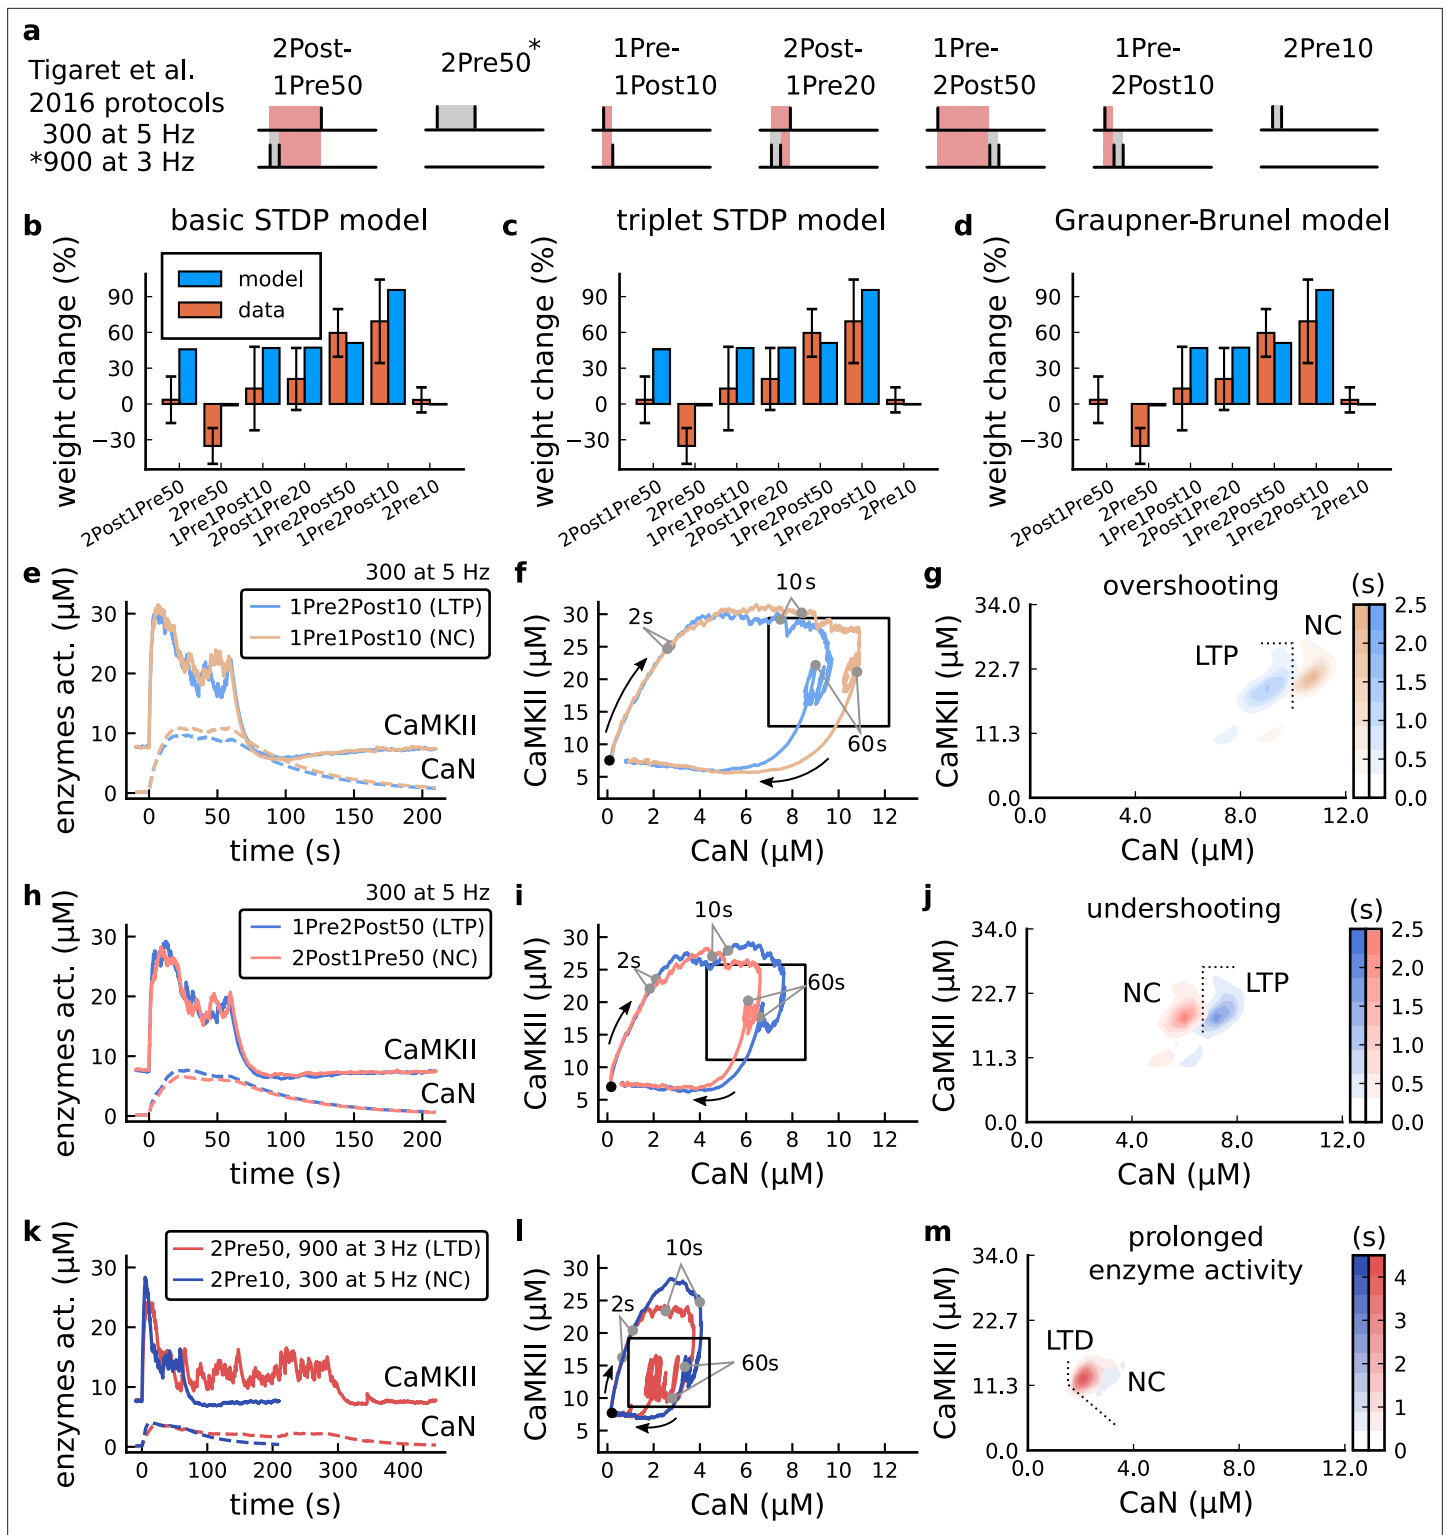 a
Tigaret et al.
2016 protocols
300 at 5 Hz
*900 at 3 Hz
2Post-
1Pre50
2Pre50*
1Pre-
1Post10
2Post-
1Pre20
1Pre-
2Post50
1Pre-
2Post10
2Pre10
b
basic STDP model
weight change (%)
90
60
30
0
−30
model
data
2Post1Pre50
2Pre50
1Pre1Post10
2Post1Pre20
1Pre2Post50
1Pre2Post10
2Pre10
c
triplet STDP model
weight change (%)
90
60
30
0
−30
2Post1Pre50
2Pre50
1Pre1Post10
2Post1Pre20
1Pre2Post50
1Pre2Post10
2Pre10
d
Graupner-Brunel model
weight change (%)
90
60
30
0
−30
2Post1Pre50
2Pre50
1Pre1Post10
2Post1Pre20
1Pre2Post50
1Pre2Post10
2Pre10
e
300 at 5 Hz
1Pre2Post10 (LTP)
1Pre1Post10 (NC)
enzymes act. (µM)
30
20
10
0
CaMKII
CaN
0 50 100 150 200
time (s)
f
10s
2s
60s
CaMKII (µM)
30
25
20
15
10
5
0 2 4 6 8 10 12
CaN (µM)
g
overshooting
(s)
LTP
NC
CaMKII (µM)
34.0
22.7
11.3
0.0
0.0 4.0 8.0 12.0
CaN (µM)
2.5
2.0
1.5
1.0
0.5
0.0
h
300 at 5 Hz
1Pre2Post50 (LTP)
2Post1Pre50 (NC)
enzymes act. (µM)
30
20
10
0
CaMKII
CaN
0 50 100 150 200
time (s)
i
10s
2s
60s
CaMKII (µM)
30
25
20
15
10
5
0 2 4 6 8 10 12
CaN (µM)
j
undershooting
(s)
NC
LTP
CaMKII (µM)
34.0
22.7
11.3
0.0
0.0 4.0 8.0 12.0
CaN (µM)
2.5
2.0
1.5
1.0
0.5
0.0
k
2Pre50, 900 at 3 Hz (LTD)
2Pre10, 300 at 5 Hz (NC)
enzymes act. (µM)
30
20
10
0
CaMKII
CaN
0 100 200 300 400
time (s)
l
10s
2s
60s
CaMKII (µM)
30
25
20
15
10
5
0 2 4 6 8 10 12
CaN (µM)
m
prolonged
enzyme activity
(s)
LTD
NC
CaMKII (µM)
34.0
22.7
11.3
0.0
0.0 4.0 8.0 12.0
CaN (µM)
4
3
2
1
0